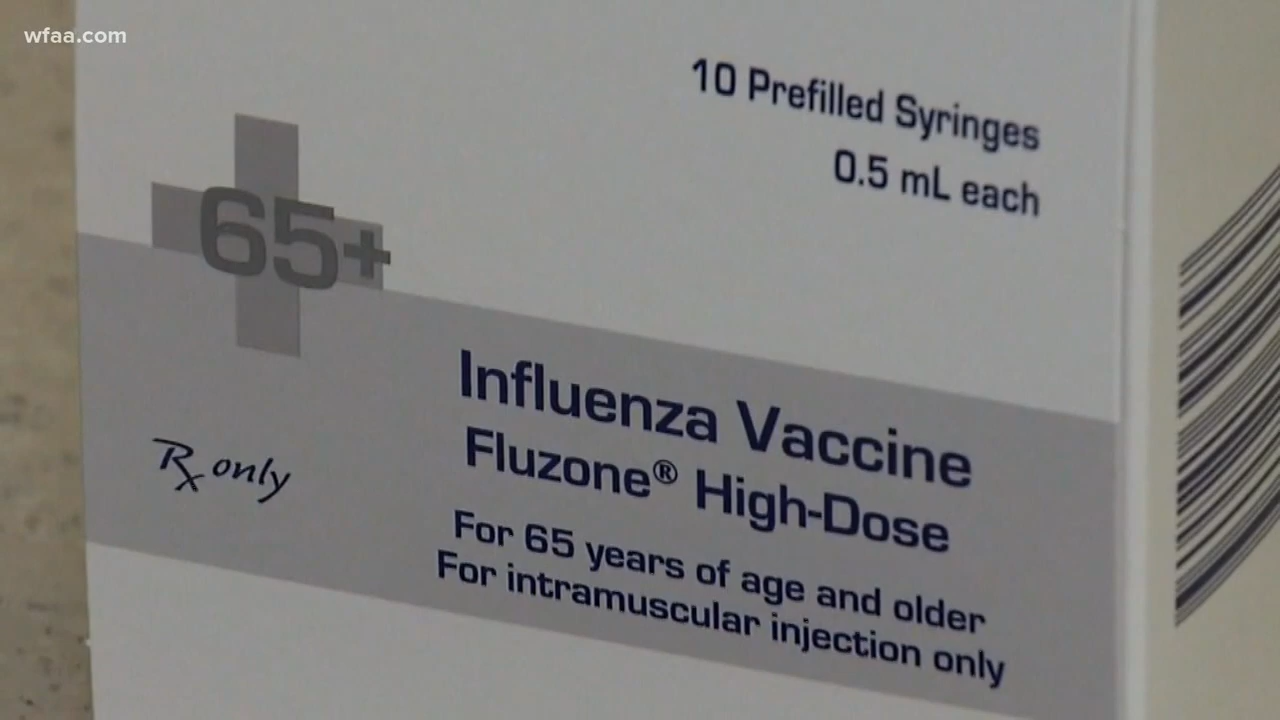 wfaa.com
10 Prefilled Syringes
0.5 mL each
65+
Influenza Vaccine
Fluzone® High-Dose
Rx only
For 65 years of age and older
For intramuscular injection only